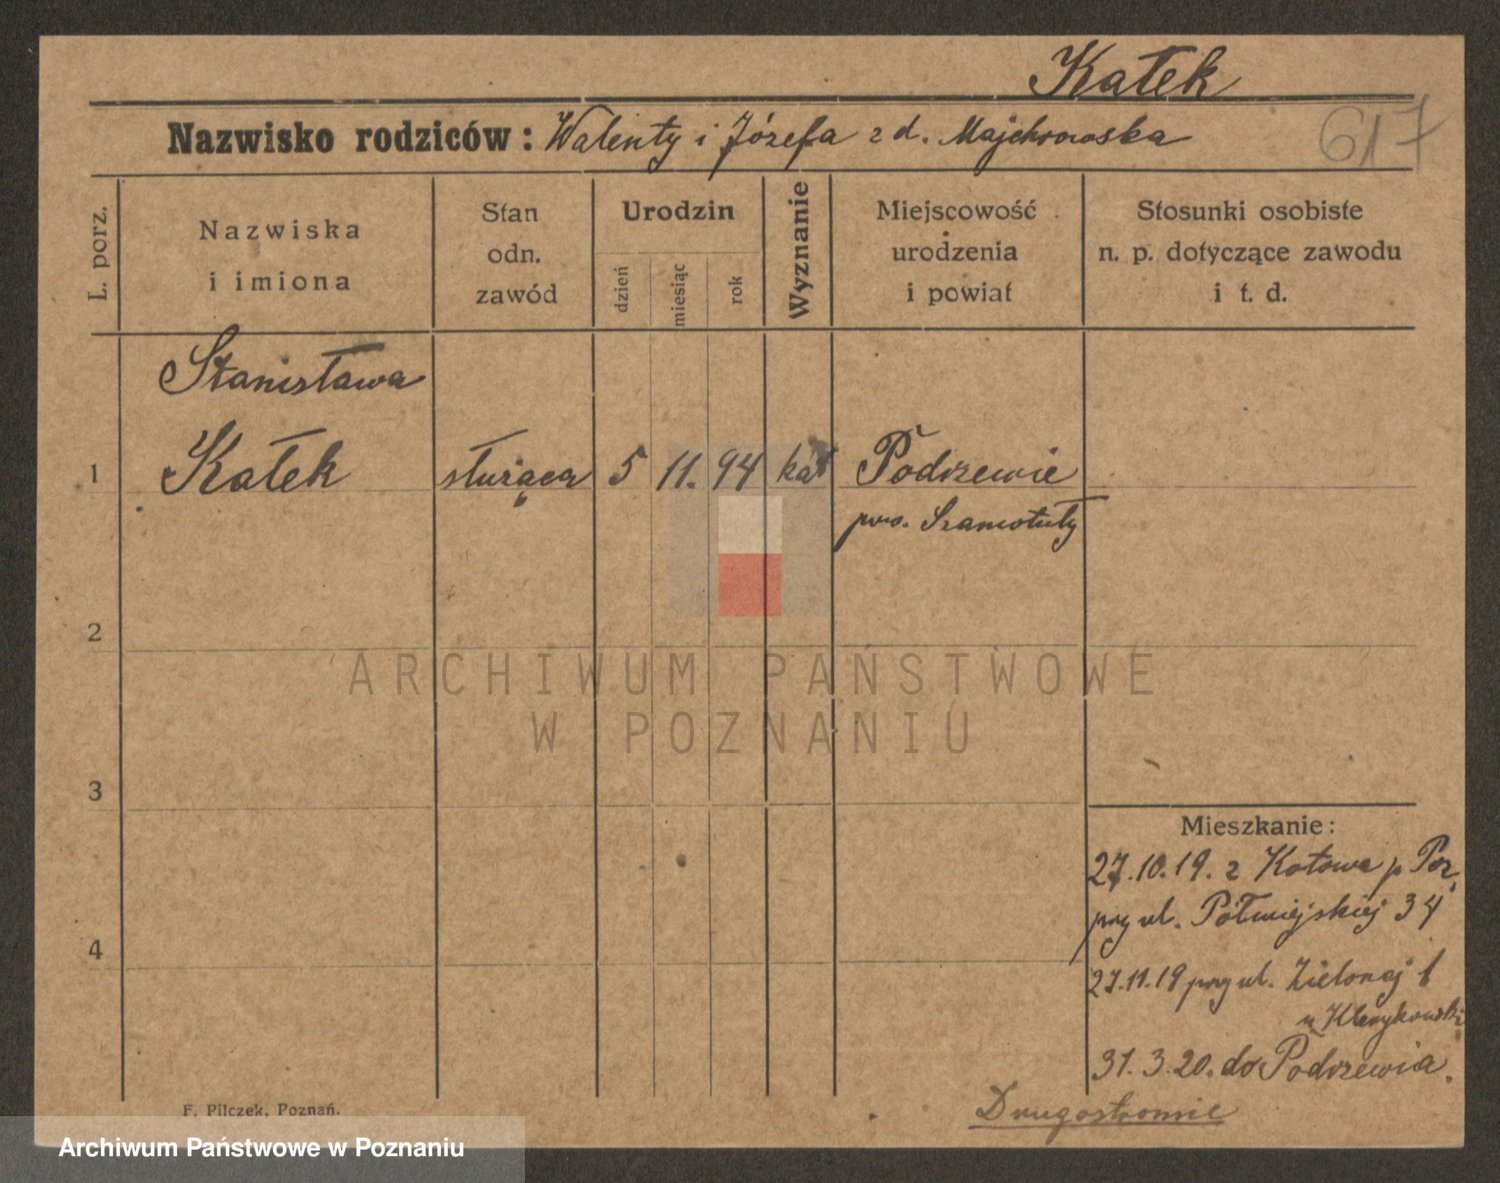 Kałek
Nazwisko rodziców: Walenty i Józefa z d. Majchrowska
617
L. porz.
Nazwiska
i imiona
Stan
odn.
zawód
Urodzin
dzień
miesiąc
rok
Wyznanie
Miejscowość
urodzenia
i powiat
Stosunki osobiste
n. p. dotyczące zawodu
i t. d.
Stanisława
1 Kałek służąca 5 11. 94 kat Podrzewie
pow. Szamotuły
2
ARCHIWUM PAŃSTWOWE
W POZNANIU
3
Mieszkanie:
27.10.19. z Kotowa p Poz.
przy ul. Półwiejskiej 34
4
27.11.19 przy ul. Zielonej 1
u
31.3.20. do Podrzewia.
Drugostronnie
F. Pilczek, Poznań.
Archiwum Państwowe w Poznaniu